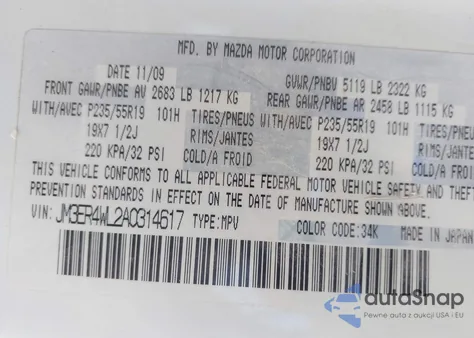 MFD. BY MAZDA MOTOR CORPORATION
DATE 11/09 GVWR/PNBV 5119 LB 2322 KG
FRONT GAWR/PNBE AV 2683 LB 1217 KG REAR GAWR/PNBE AR 2458 LB 1115 KG
WITH/AVEC P235/55R19 101H TIRES/PNEUS WITH/AVEC P235/55R19 101H TIRES/PNEU
19X7 1/2J RIMS/JANTES 19X7 1/2J RIMS/JANTES
220 KPA/32 PSI COLD/A FROID 220 KPA/32 PSI COLD/A FROID
THIS VEHICLE CONFORMS TO ALL APPLICABLE FEDERAL MOTOR VEHICLE SAFETY AND THEFT
PREVENTION STANDARDS IN EFFECT ON THE DATE OF MANUFACTURE SHOWN ABOVE.
VIN: JM3ER4WL2A0314617 TYPE: MPV COLOR CODE: 34K MADE IN JAPAN
autoSnap
Pewne auta z aukcji USA i EU